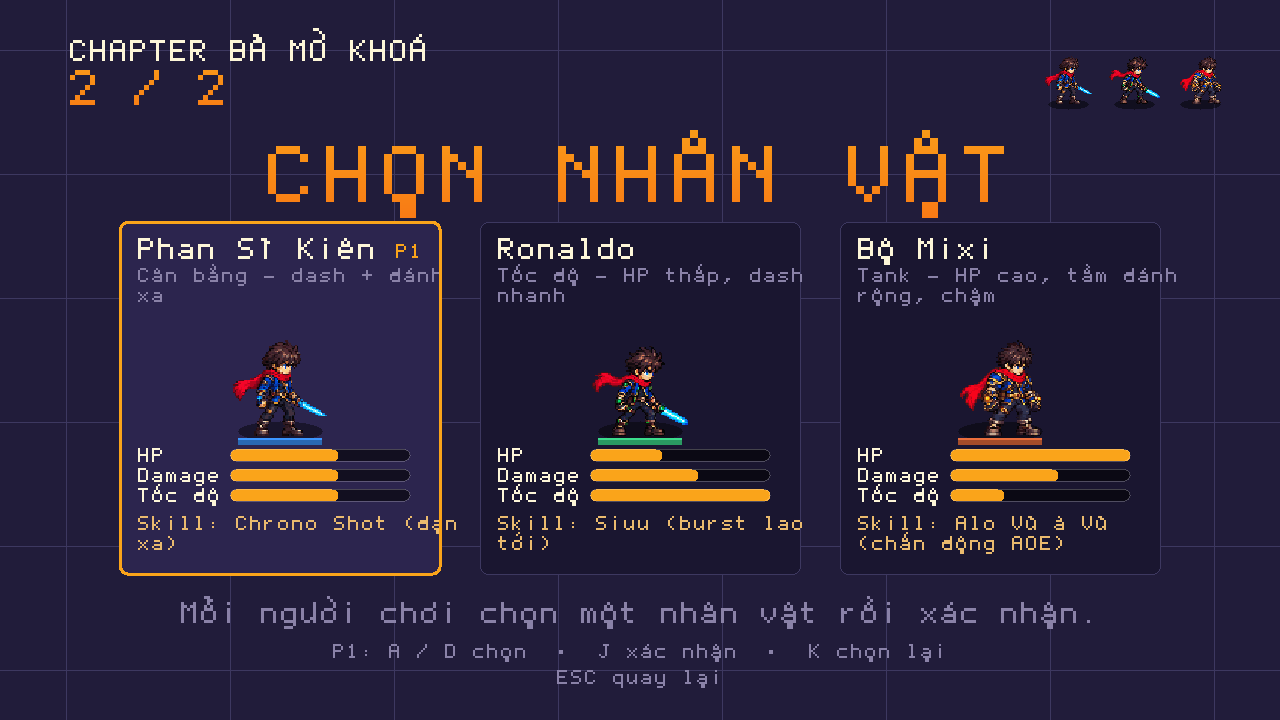 CHAPTER ĐÃ MỞ KHOÁ
2 / 2
CHỌN NHÂN VẬT
Phan Sĩ Kiên P1
Cân bằng - dash + đánh
xa
HP
Damage
Tốc độ
Skill: Chrono Shot (đạn
xa)
Ronaldo
Tốc độ - HP thấp, dash
nhanh
HP
Damage
Tốc độ
Skill: Siuu (burst lao
tới)
Độ Mixi
Tank - HP cao, tầm đánh
rộng, chậm
HP
Damage
Tốc độ
Skill: Alo Vũ à Vũ
(chấn động AOE)
Mỗi người chơi chọn một nhân vật rồi xác nhận.
P1: A / D chọn · J xác nhận · K chọn lại
ESC quay lại